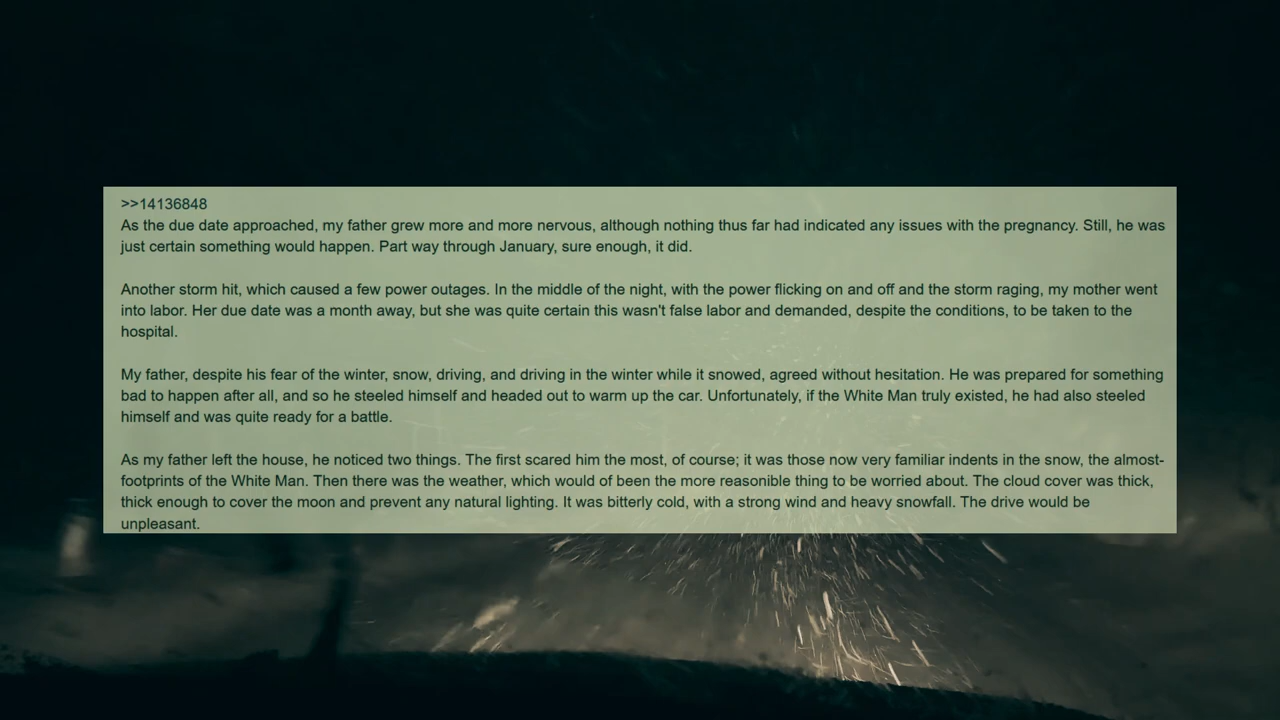 >>14136848
As the due date approached, my father grew more and more nervous, although nothing thus far had indicated any issues with the pregnancy. Still, he was
just certain something would happen. Part way through January, sure enough, it did.
Another storm hit, which caused a few power outages. In the middle of the night, with the power flicking on and off and the storm raging, my mother went
into labor. Her due date was a month away, but she was quite certain this wasn't false labor and demanded, despite the conditions, to be taken to the
hospital.
My father, despite his fear of the winter, snow, driving, and driving in the winter while it snowed, agreed without hesitation. He was prepared for something
bad to happen after all, and so he steeled himself and headed out to warm up the car. Unfortunately, if the White Man truly existed, he had also steeled
himself and was quite ready for a battle.
As my father left the house, he noticed two things. The first scared him the most, of course; it was those now very familiar indents in the snow, the almost-
footprints of the White Man. Then there was the weather, which would of been the more reasonible thing to be worried about. The cloud cover was thick,
thick enough to cover the moon and prevent any natural lighting. It was bitterly cold, with a strong wind and heavy snowfall. The drive would be
unpleasant.